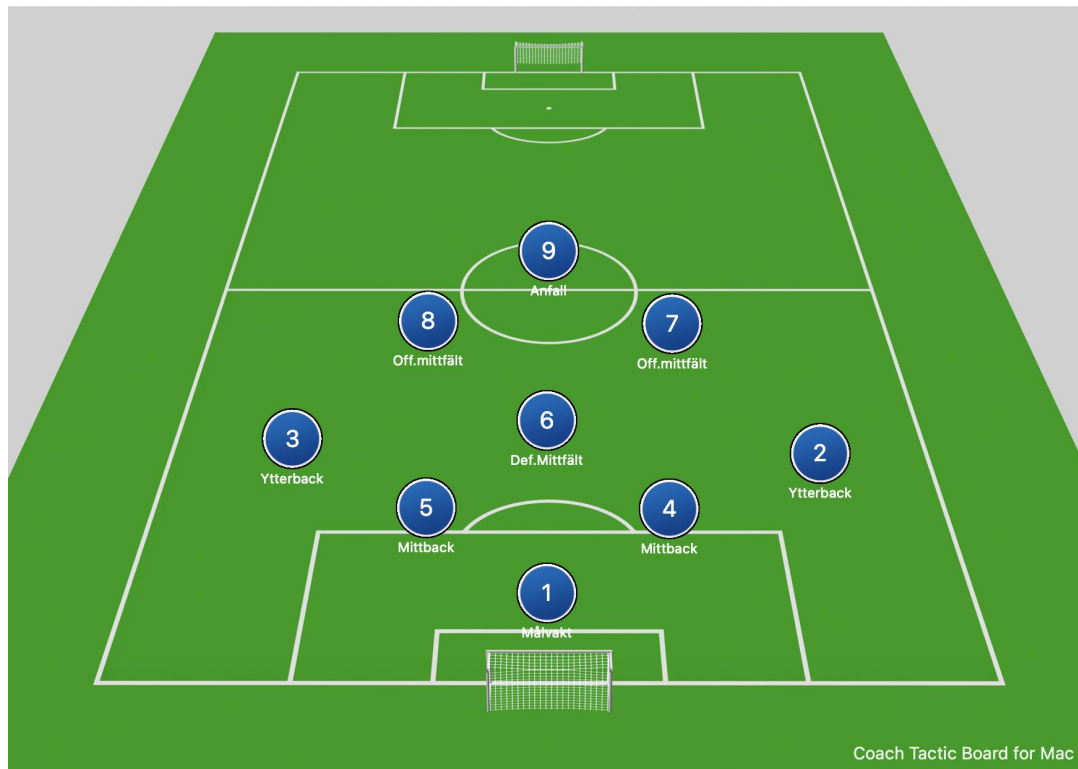 9
Anfall
8
Off.mittfält
7
Off.mittfält
6
Def.Mittfält
3
Ytterback
2
Ytterback
5
Mittback
4
Mittback
1
Målvakt
Coach Tactic Board for Mac